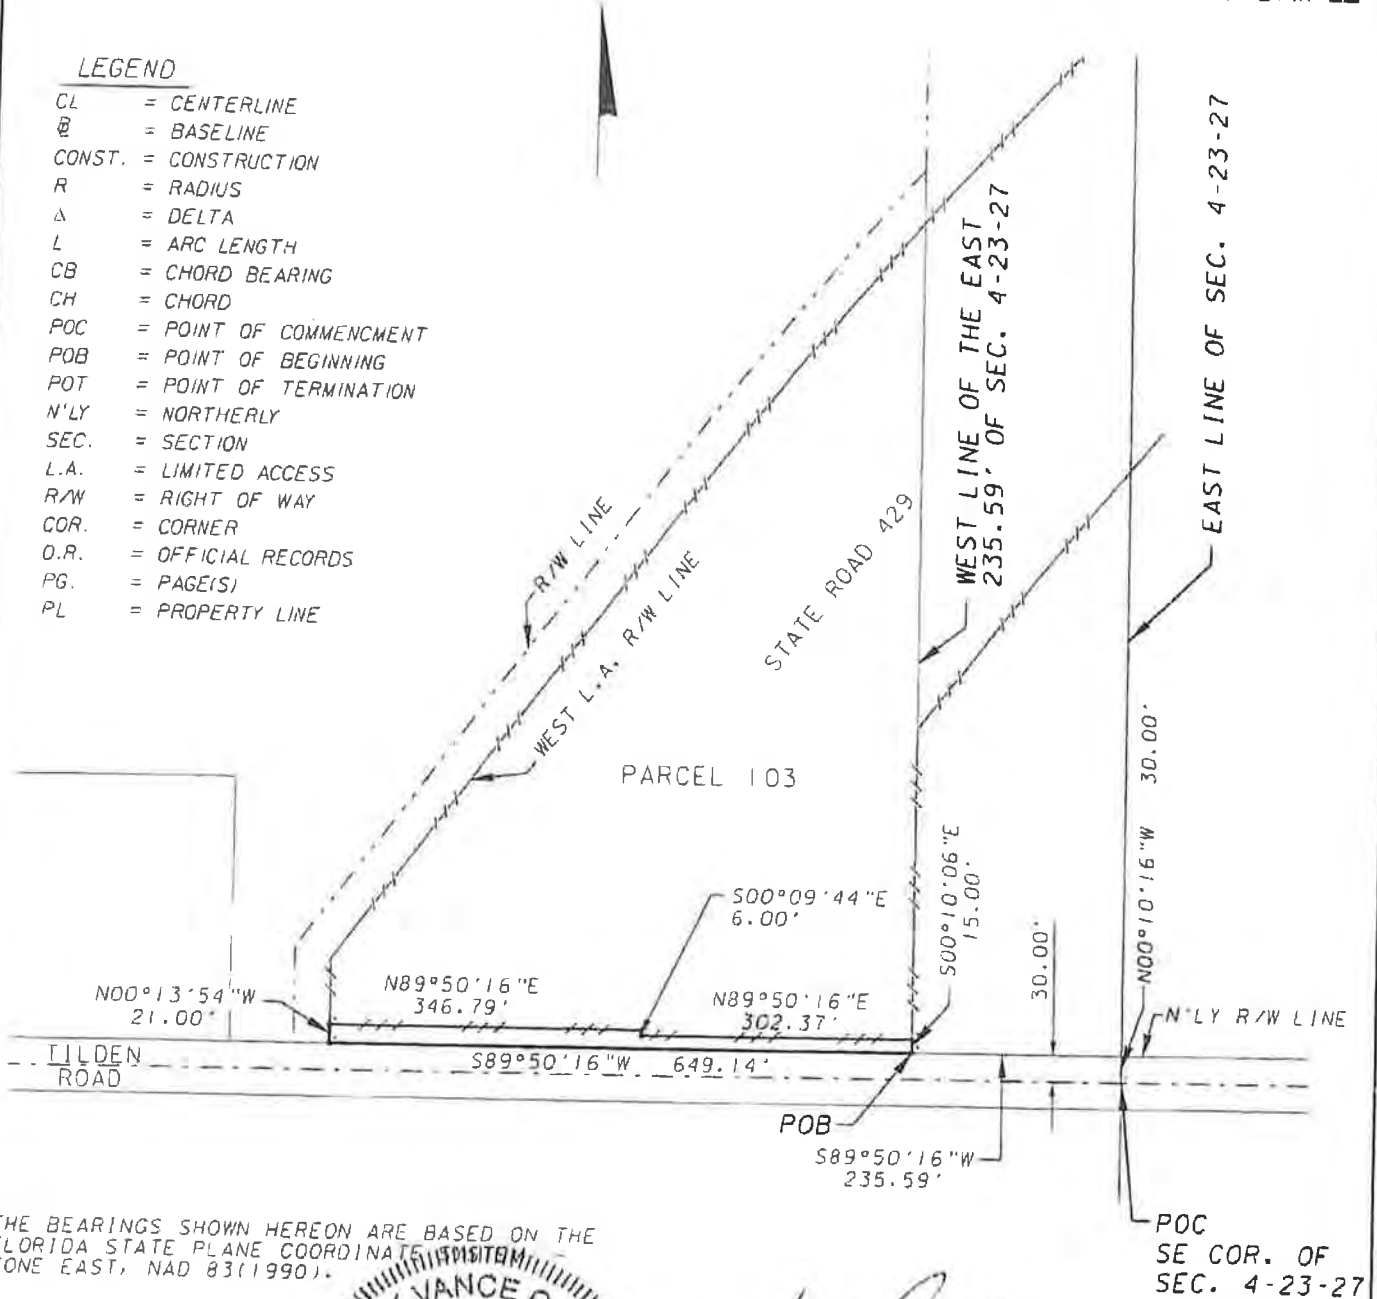 LEGEND
CL = CENTERLINE
= BASELINE
CONST. = CONSTRUCTION
R = RADIUS
Δ = DELTA
L = ARC LENGTH
CB = CHORD BEARING
CH = CHORD
POC = POINT OF COMMENCMENT
POB = POINT OF BEGINNING
POT = POINT OF TERMINATION
N'LY = NORTHERLY
SEC. = SECTION
L.A. = LIMITED ACCESS
R/W = RIGHT OF WAY
COR. = CORNER
O.R. = OFFICIAL RECORDS
PG. = PAGE(S)
PL = PROPERTY LINE
R/W LINE
WEST L.A. R/W LINE
STATE ROAD 429
WEST LINE OF THE EAST
235.59' OF SEC. 4-23-27
EAST LINE OF SEC. 4-23-27
PARCEL 103
S00°09'44"E
6.00'
S00°10'06"E
15.00'
30.00'
N00°10'16"W 30.00'
N00°13'54"W
21.00'
N89°50'16"E
346.79'
N89°50'16"E
302.37'
N'LY R/W LINE
TILDEN
ROAD
S89°50'16"W 649.14'
POB
S89°50'16"W
235.59'
POC
SE COR. OF
SEC. 4-23-27
HE BEARINGS SHOWN HEREON ARE BASED ON THE
LORIDA STATE PLANE COORDINATE
ONE EAST, NAD 83(1990).
VANCE